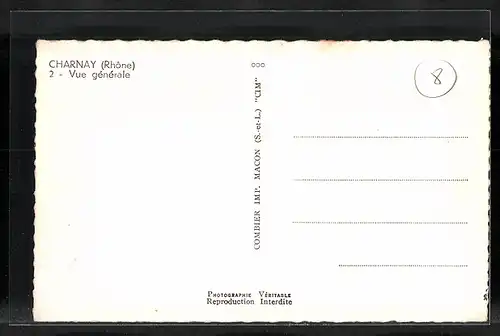 CHARNAY (Rhône)
2 - Vue générale
COMBIER IMP. MACON (S.-et-L.) "CIM"
8
PHOTOGRAPHIE VÉRITABLE
Reproduction Interdite